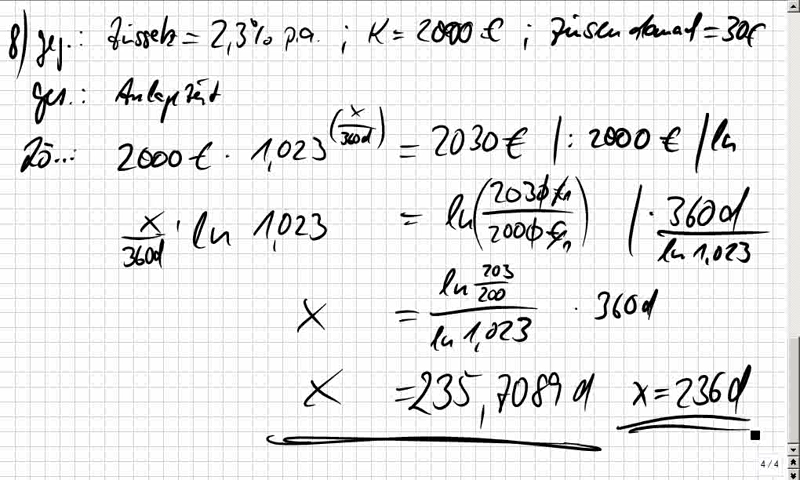 8) geg.: Zinssatz = 2,3% p.a. ; K = 2000 € ; Zinsen damal = 30€
ges.: Anlagezeit
Lö...: 2000 € · 1,023^(x/360d) = 2030 € |: 2000 € | ln
x/360d · ln 1,023 = ln(2030 €/2000 €) | · 360d/ln 1,023
x = ln 203/200 / ln 1,023 · 360d
x = 235,7089 d x = 236d
4 / 4